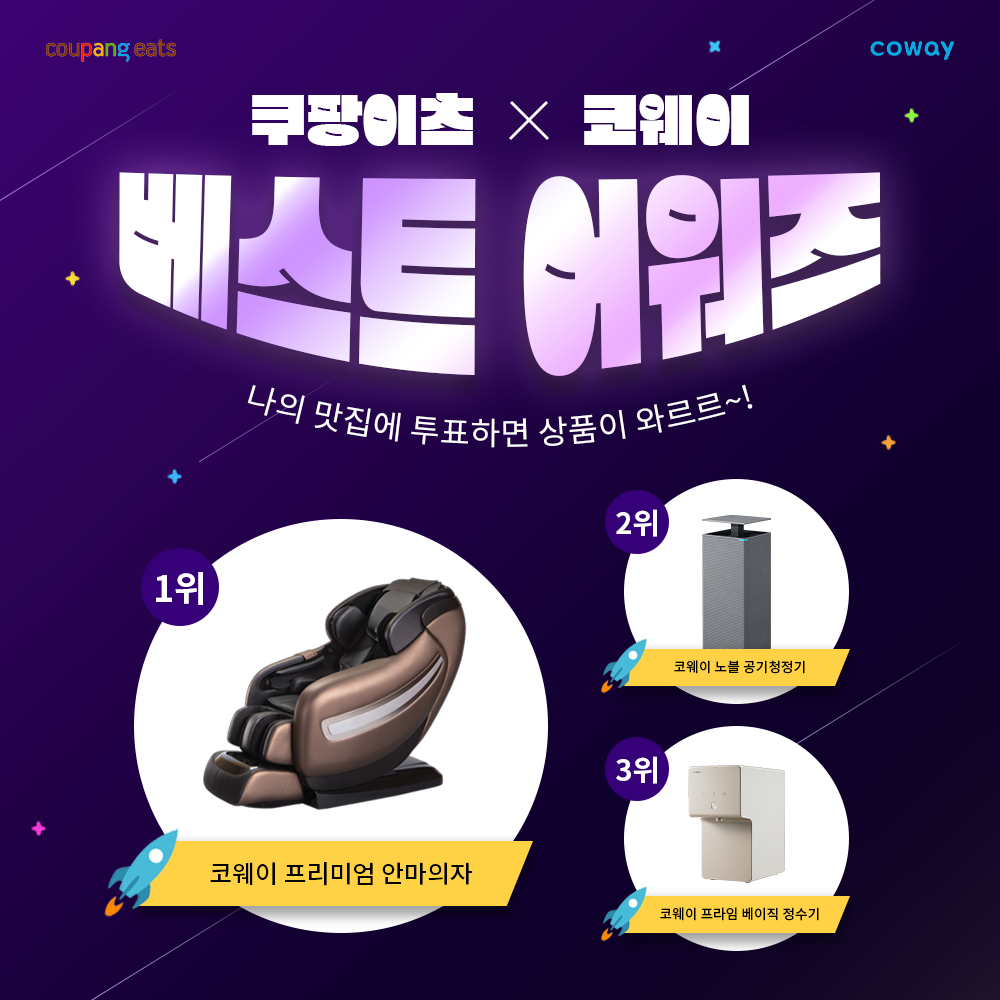 coupang eats
coway
쿠팡이츠 × 코웨이
베스트 어워즈
나의 맛집에 투표하면 상품이 와르르~!
1위
코웨이 프리미엄 안마의자
2위
코웨이 노블 공기청정기
3위
코웨이 프라임 베이직 정수기